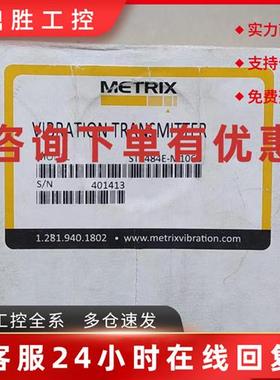 胜工控
实力工
支持
免费
METRIX
VIBRATION TRANSMITTER
咨询下单有优惠
S/N 401413
1.281.940.1802 • www.metrixvibration.com
工控全系 多仓速发
客服24小时在线回复